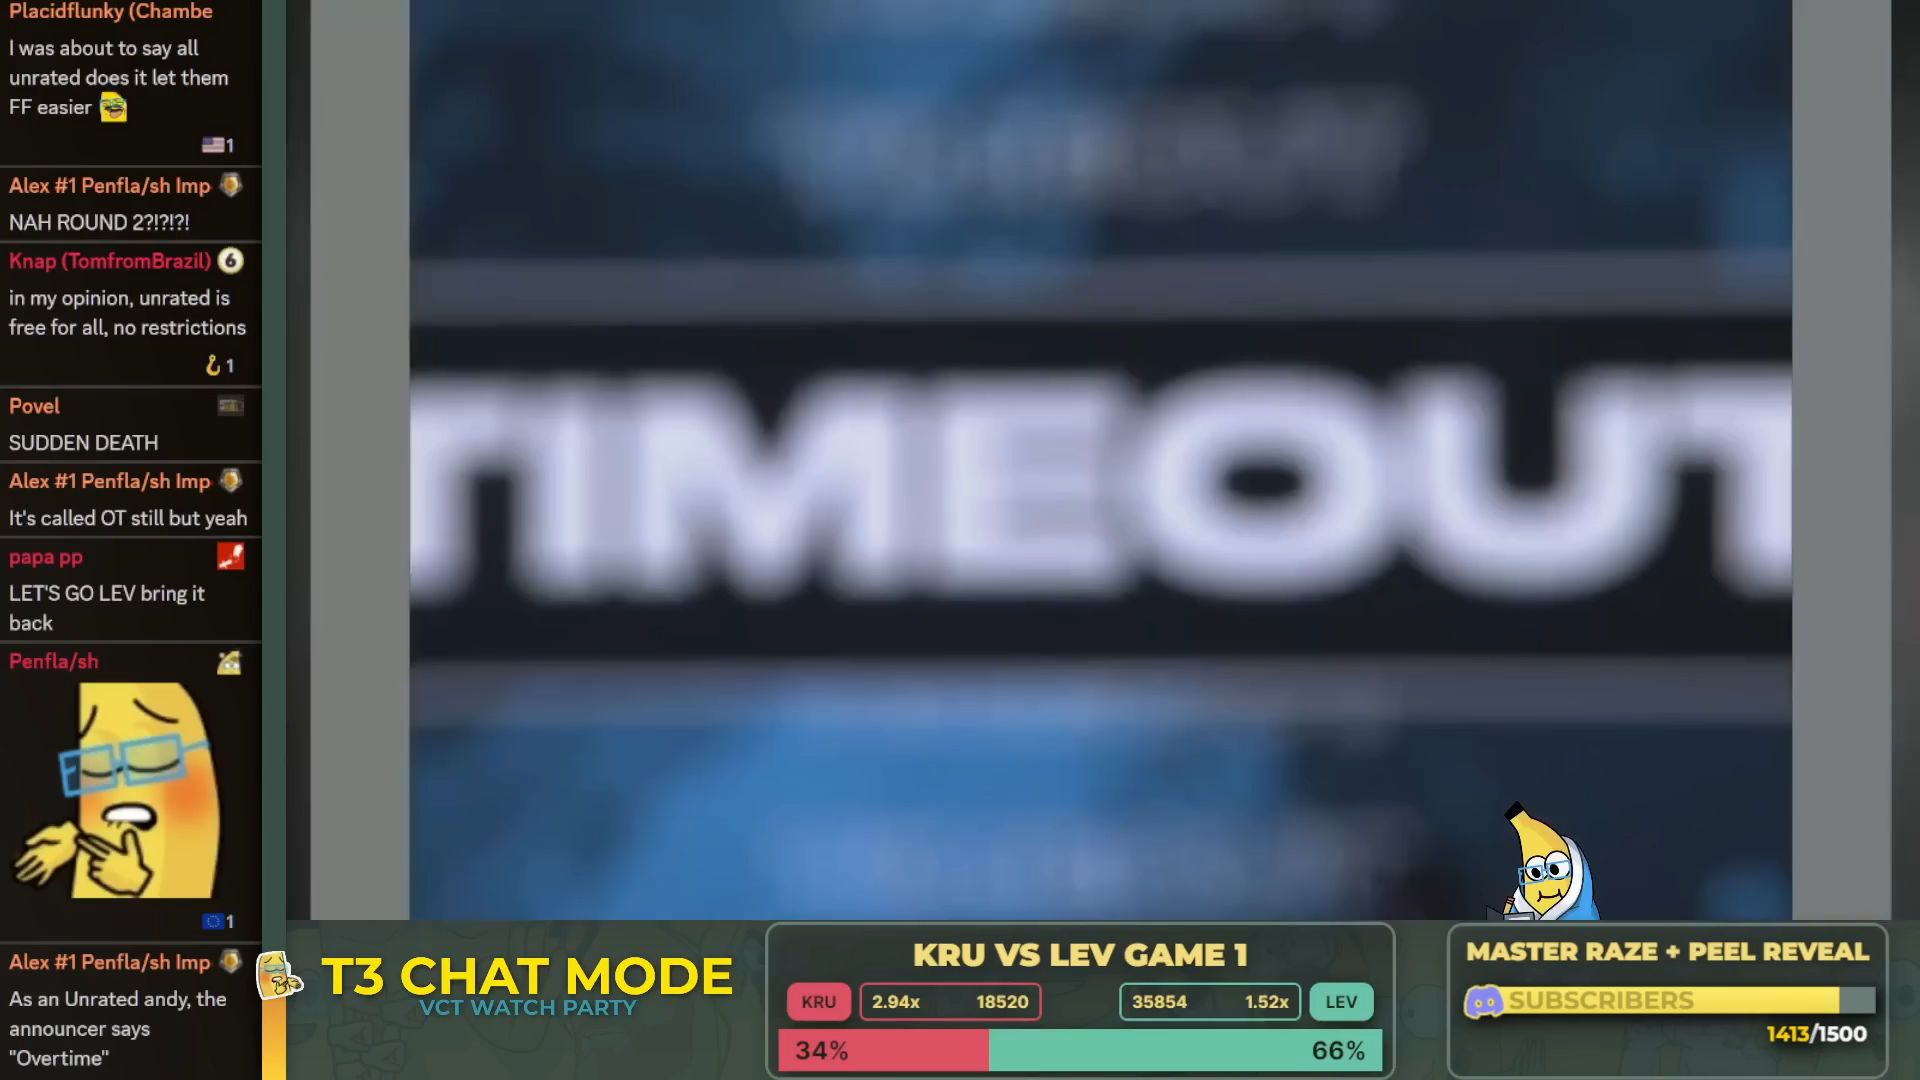 Placidflunky (Chambe
I was about to say all
unrated does it let them
FF easier
1
Alex #1 Penfla/sh Imp
NAH ROUND 2?!?!?!
Knap (TomfromBrazil) 6
in my opinion, unrated is
free for all, no restrictions
1
Povel
SUDDEN DEATH
Alex #1 Penfla/sh Imp
It's called OT still but yeah
papa pp
LET'S GO LEV bring it
back
Penfla/sh
1
Alex #1 Penfla/sh Imp
As an Unrated andy, the
announcer says
"Overtime"
TIMEOUT
T3 CHAT MODE
VCT WATCH PARTY
KRU VS LEV GAME 1
KRU 2.94x 18520 35854 1.52x LEV
34% 66%
MASTER RAZE + PEEL REVEAL
SUBSCRIBERS
1413/1500